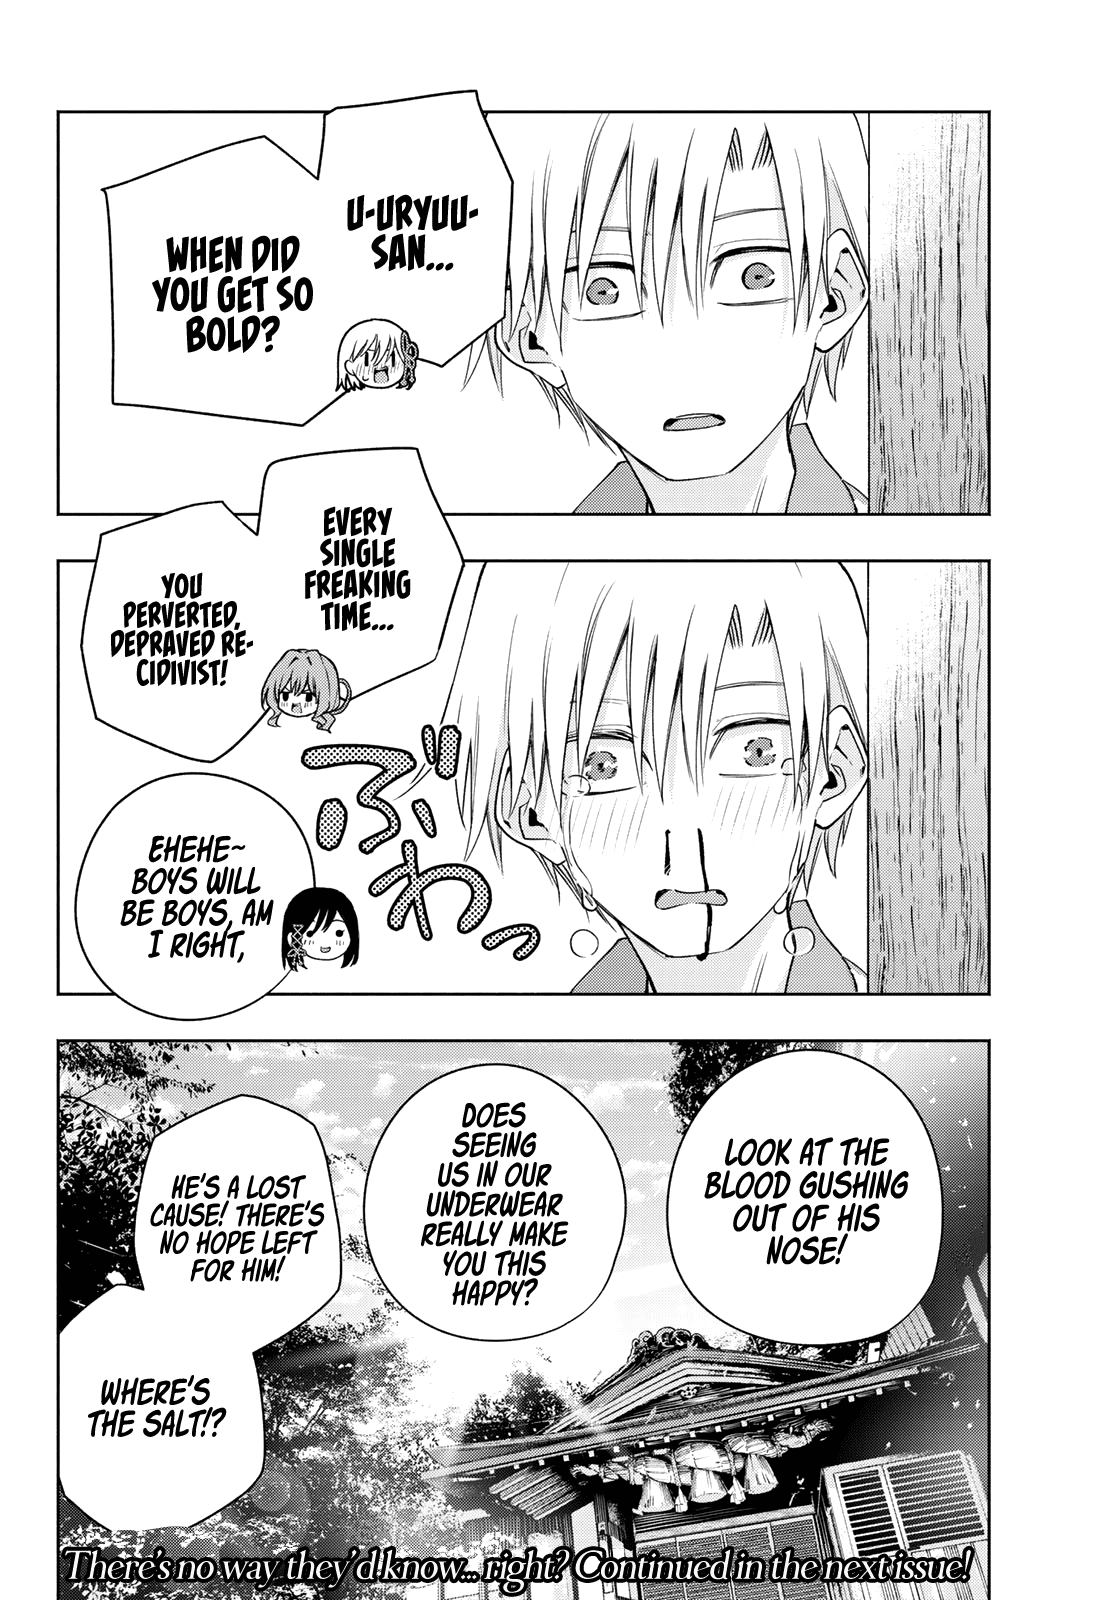 U-URYUU-
SAN...
WHEN DID
YOU GET SO
BOLD?
EVERY
SINGLE
FREAKING
TIME...
YOU
PERVERTED,
DEPRAVED RE-
CIDIVIST!
ぶわっ
EHEHE~
BOYS WILL
BE BOYS, AM
I RIGHT,
LOOK AT THE
BLOOD GUSHING
OUT OF HIS
NOSE!
DOES
SEEING
US IN OUR
UNDERWEAR
REALLY MAKE
YOU THIS
HAPPY?
HE'S A LOST
CAUSE! THERE'S
NO HOPE LEFT
FOR HIM!
WHERE'S
THE SALT!?
There's no way they'd know... right? Continued in the next issue!